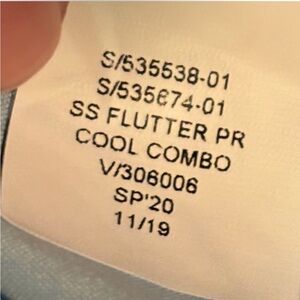 S/535538-01
S/535674-01
SS FLUTTER PR
COOL COMBO
V/306006
SP'20
11/19